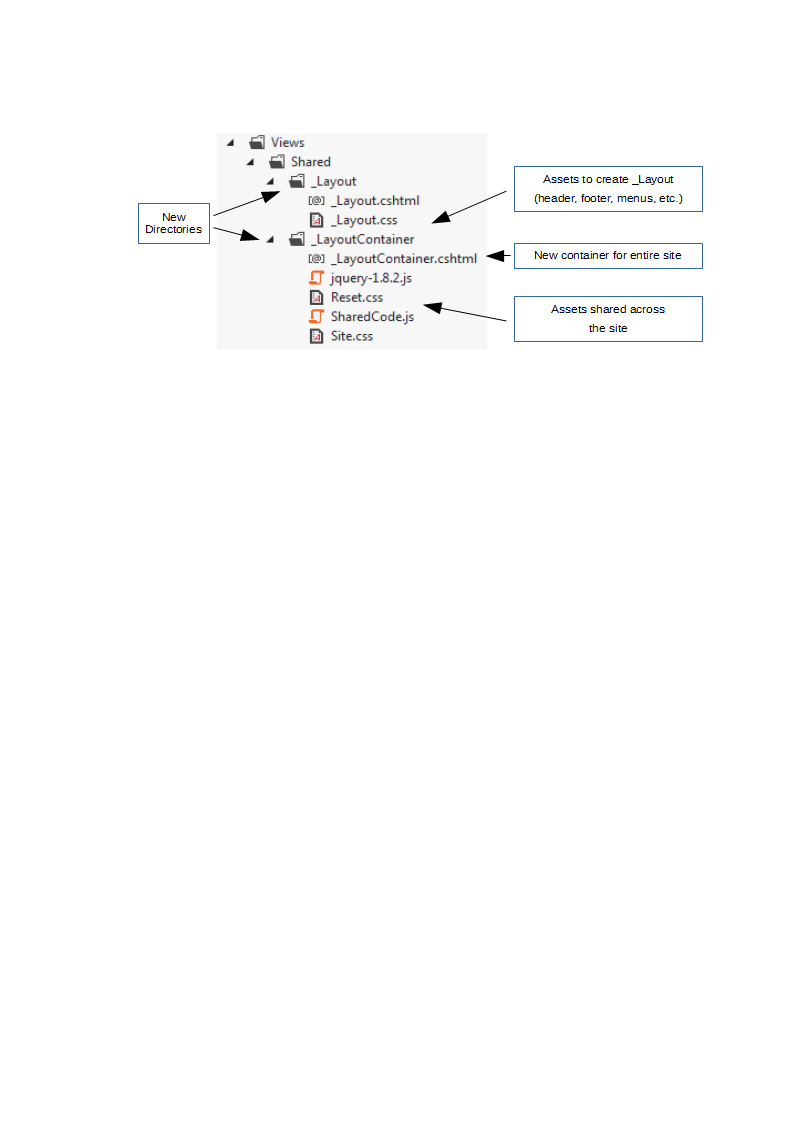 Views
Shared
_Layout
[@] _Layout.cshtml
_Layout.css
_LayoutContainer
[@] _LayoutContainer.cshtml
jquery-1.8.2.js
Reset.css
SharedCode.js
Site.css
New
Directories
Assets to create _Layout
(header, footer, menus, etc.)
New container for entire site
Assets shared across
the site